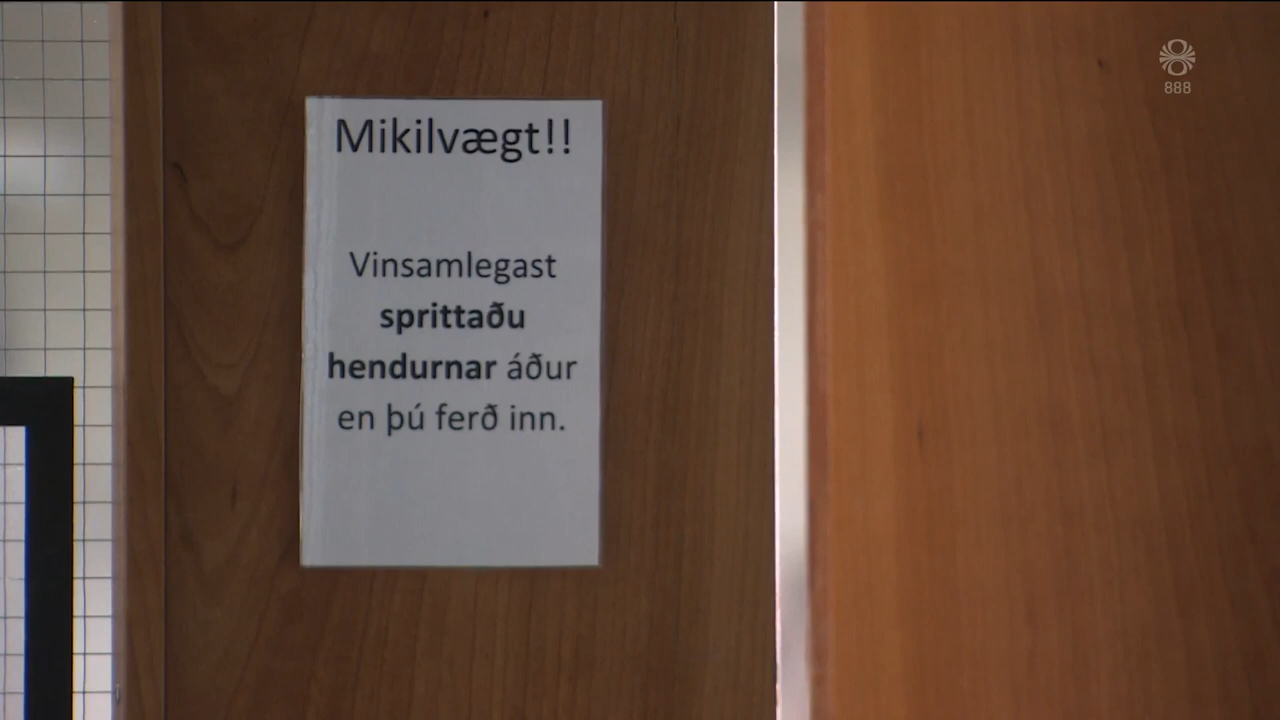 Mikilvægt!!
Vinsamlegast
sprittaðu
hendurnar áður
en þú ferð inn.
888